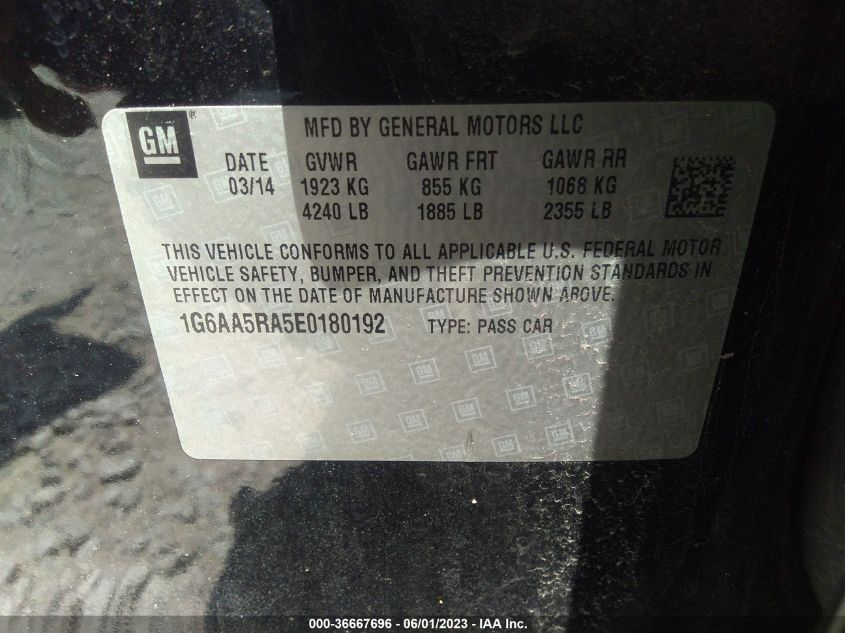 GM ®
MFD BY GENERAL MOTORS LLC
DATE GVWR GAWR FRT GAWR RR
03/14 1923 KG 855 KG 1068 KG
4240 LB 1885 LB 2355 LB
THIS VEHICLE CONFORMS TO ALL APPLICABLE U.S. FEDERAL MOTOR
VEHICLE SAFETY, BUMPER, AND THEFT PREVENTION STANDARDS IN
EFFECT ON THE DATE OF MANUFACTURE SHOWN ABOVE.
1G6AA5RA5E0180192 TYPE: PASS CAR
000-36667696 - 06/01/2023 - IAA Inc.